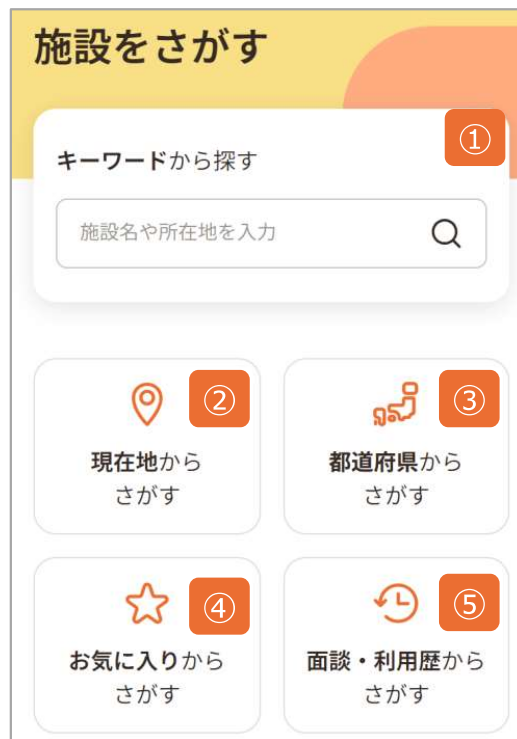 施設をさがす
①
キーワードから探す
施設名や所在地を入力
②
現在地から
さがす
③
都道府県から
さがす
④
お気に入りから
さがす
⑤
面談・利用歴から
さがす